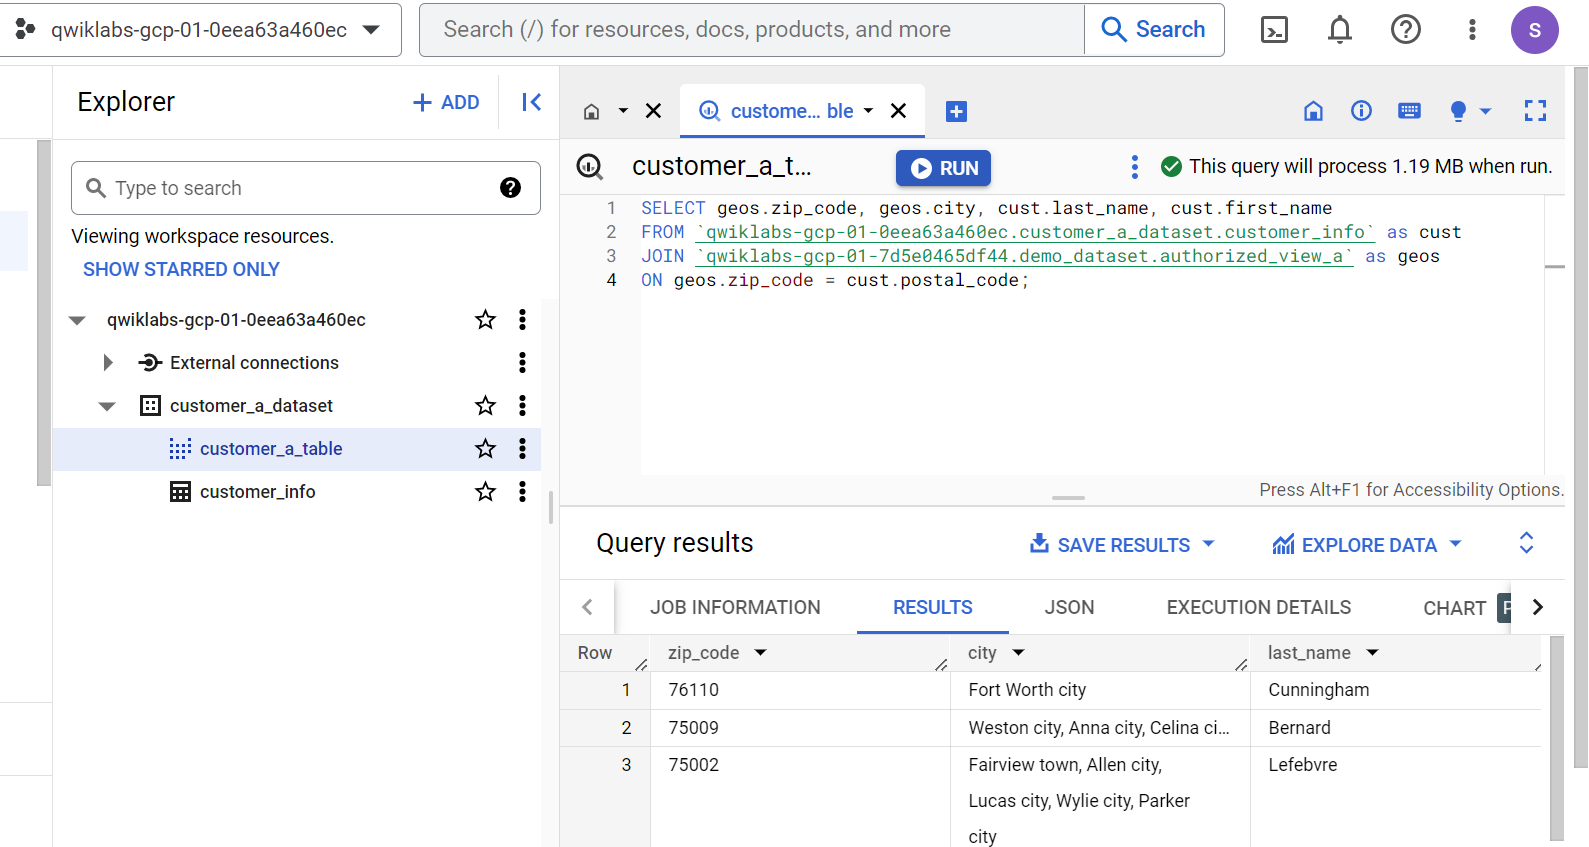 qwiklabs-gcp-01-0eea63a460ec
Search (/) for resources, docs, products, and more
Search
S
Explorer
+ ADD
Type to search
Viewing workspace resources.
SHOW STARRED ONLY
qwiklabs-gcp-01-0eea63a460ec
External connections
customer_a_dataset
customer_a_table
customer_info
custome... ble
customer_a_t...
RUN
This query will process 1.19 MB when run.
1 SELECT geos.zip_code, geos.city, cust.last_name, cust.first_name
2 FROM `qwiklabs-gcp-01-0eea63a460ec.customer_a_dataset.customer_info` as cust
3 JOIN `qwiklabs-gcp-01-7d5e0465df44.demo_dataset.authorized_view_a` as geos
4 ON geos.zip_code = cust.postal_code;
Press Alt+F1 for Accessibility Options.
Query results
SAVE RESULTS
EXPLORE DATA
JOB INFORMATION RESULTS JSON EXECUTION DETAILS CHART P
Row zip_code city last_name
1 76110 Fort Worth city Cunningham
2 75009 Weston city, Anna city, Celina ci... Bernard
3 75002 Fairview town, Allen city, Lefebvre
Lucas city, Wylie city, Parker
city